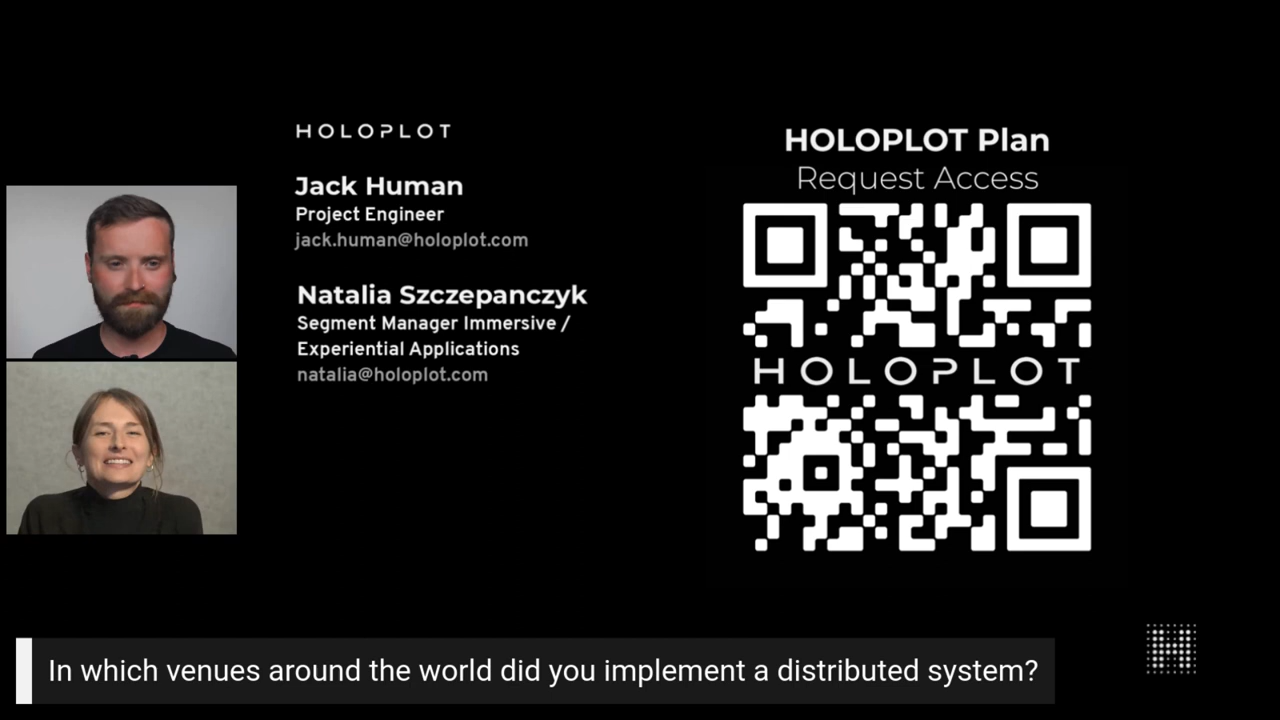 HOLOPLOT
Jack Human
Project Engineer
jack.human@holoplot.com
Natalia Szczepanczyk
Segment Manager Immersive /
Experiential Applications
natalia@holoplot.com
HOLOPLOT Plan
Request Access
HOLOPLOT
In which venues around the world did you implement a distributed system?
H